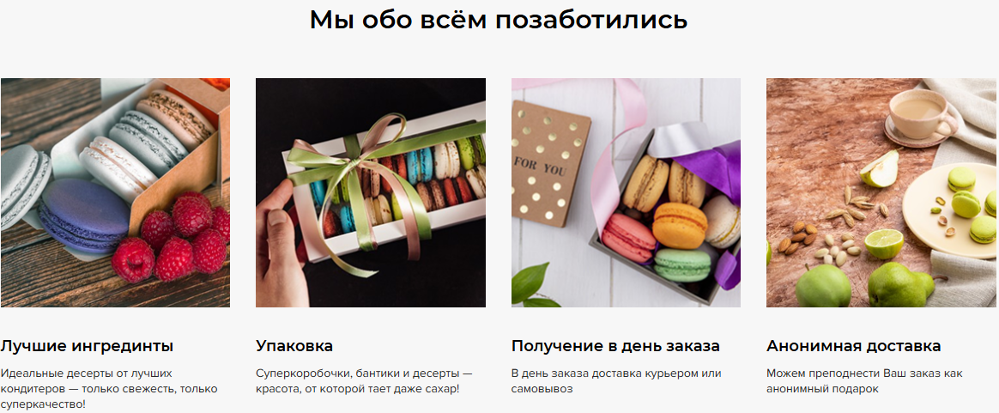 Мы обо всём позаботились
FOR YOU
Лучшие ингрединты
Идеальные десерты от лучших
кондитеров — только свежесть, только
суперкачество!
Упаковка
Суперкоробочки, бантики и десерты —
красота, от которой тает даже сахар!
Получение в день заказа
В день заказа доставка курьером или
самовывоз
Анонимная доставка
Можем преподнести Ваш заказ как
анонимный подарок